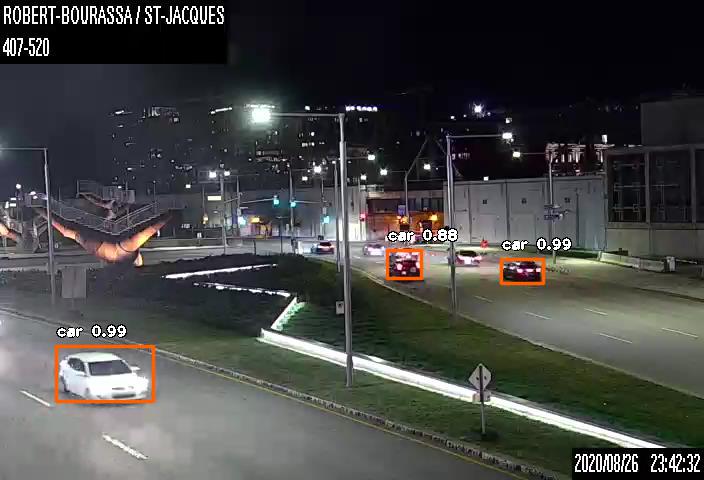 ROBERT-BOURASSA / ST-JACQUES
407-520
car 0.88
car 0.99
car 0.99
2020/08/26 23:42:32